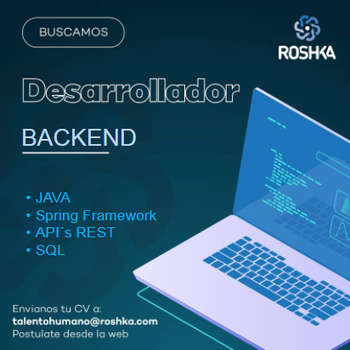 BUSCAMOS
ROSHKA
Desarrollador
BACKEND
• JAVA
• Spring Framework
• API´s REST
• SQL
Envianos tu CV a:
talentohumano@roshka.com
Postulate desde la web